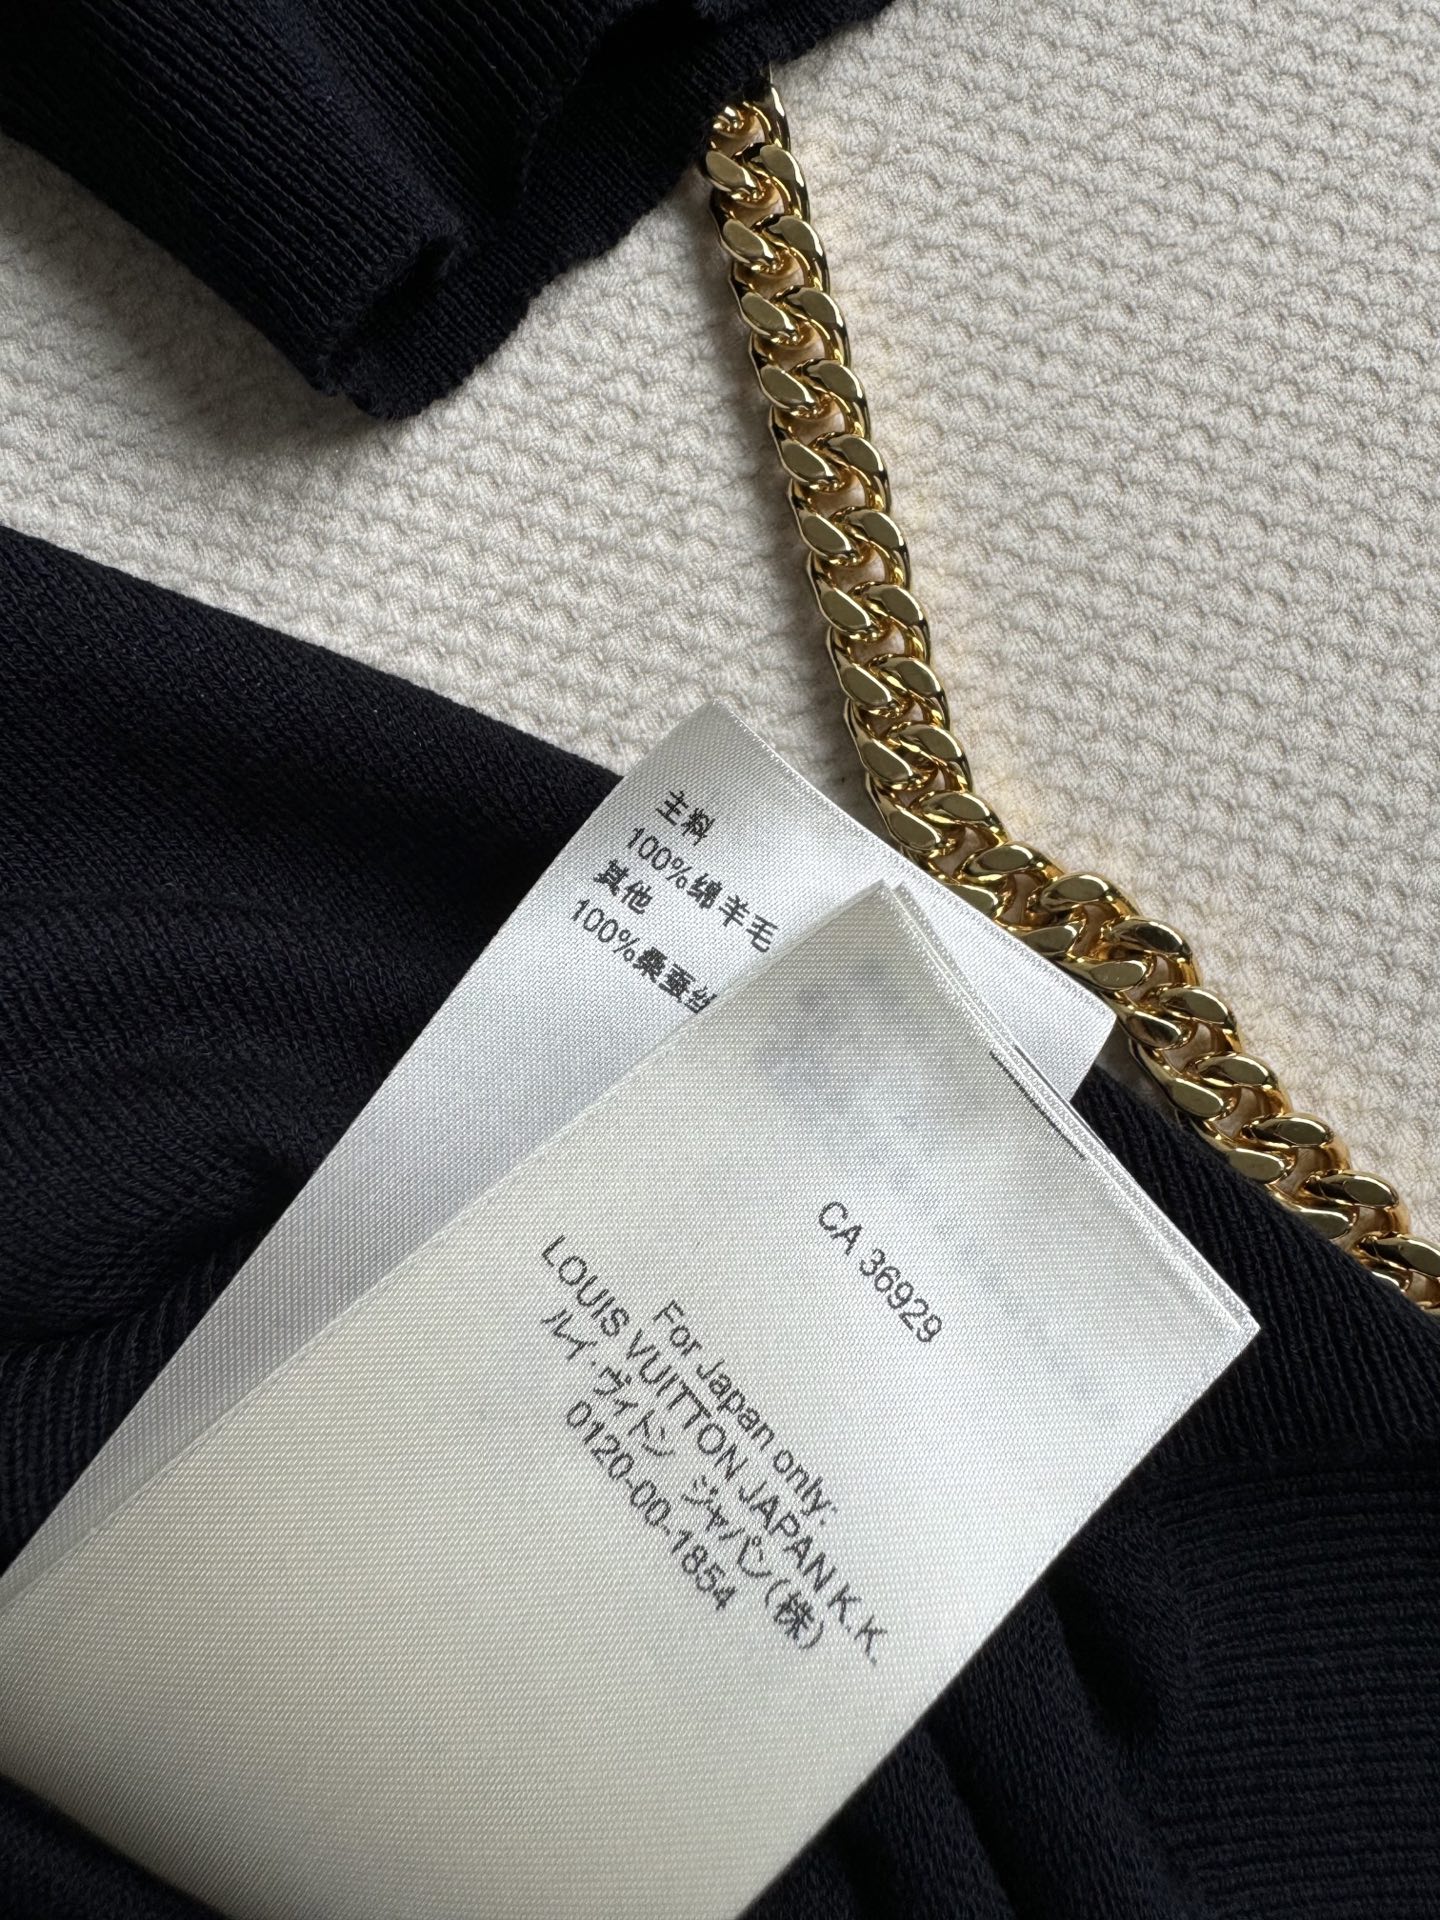 主料
100%绵羊毛
其他
100%桑蚕丝
CA 36929
For Japan only:
LOUIS VUITTON JAPAN K.K.
ルイ・ヴィトン ジャパン(株)
0120-00-1854